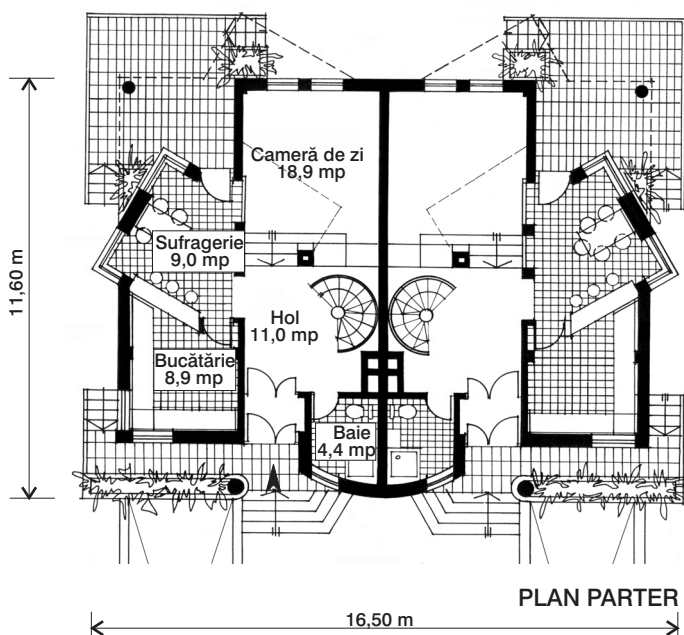 Cameră de zi
18,9 mp
Sufragerie
9,0 mp
11,60 m
Hol
11,0 mp
Bucătărie
8,9 mp
Baie
4,4 mp
PLAN PARTER
16,50 m